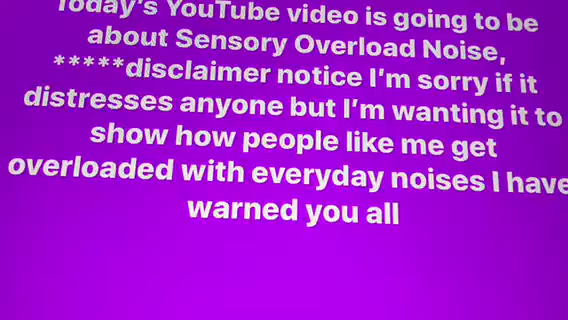 Today's YouTube video is going to be
about Sensory Overload Noise,
*****disclaimer notice I'm sorry if it
distresses anyone but I'm wanting it to
show how people like me get
overloaded with everyday noises I have
warned you all